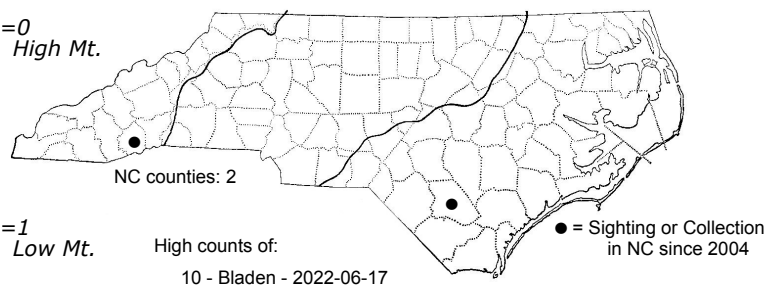 =0
High Mt.
NC counties: 2
=1
Low Mt.
High counts of:
10 - Bladen - 2022-06-17
● = Sighting or Collection
in NC since 2004